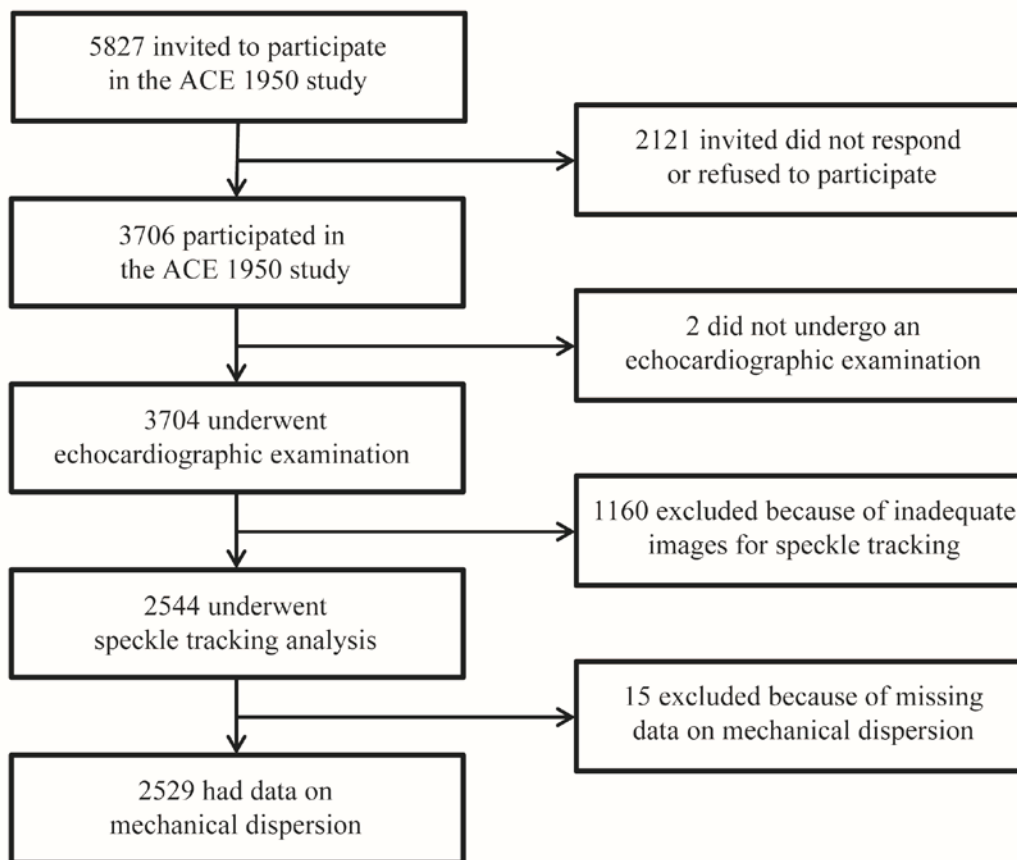 5827 invited to participate
in the ACE 1950 study
2121 invited did not respond
or refused to participate
3706 participated in
the ACE 1950 study
2 did not undergo an
echocardiographic examination
3704 underwent
echocardiographic examination
1160 excluded because of inadequate
images for speckle tracking
2544 underwent
speckle tracking analysis
15 excluded because of missing
data on mechanical dispersion
2529 had data on
mechanical dispersion